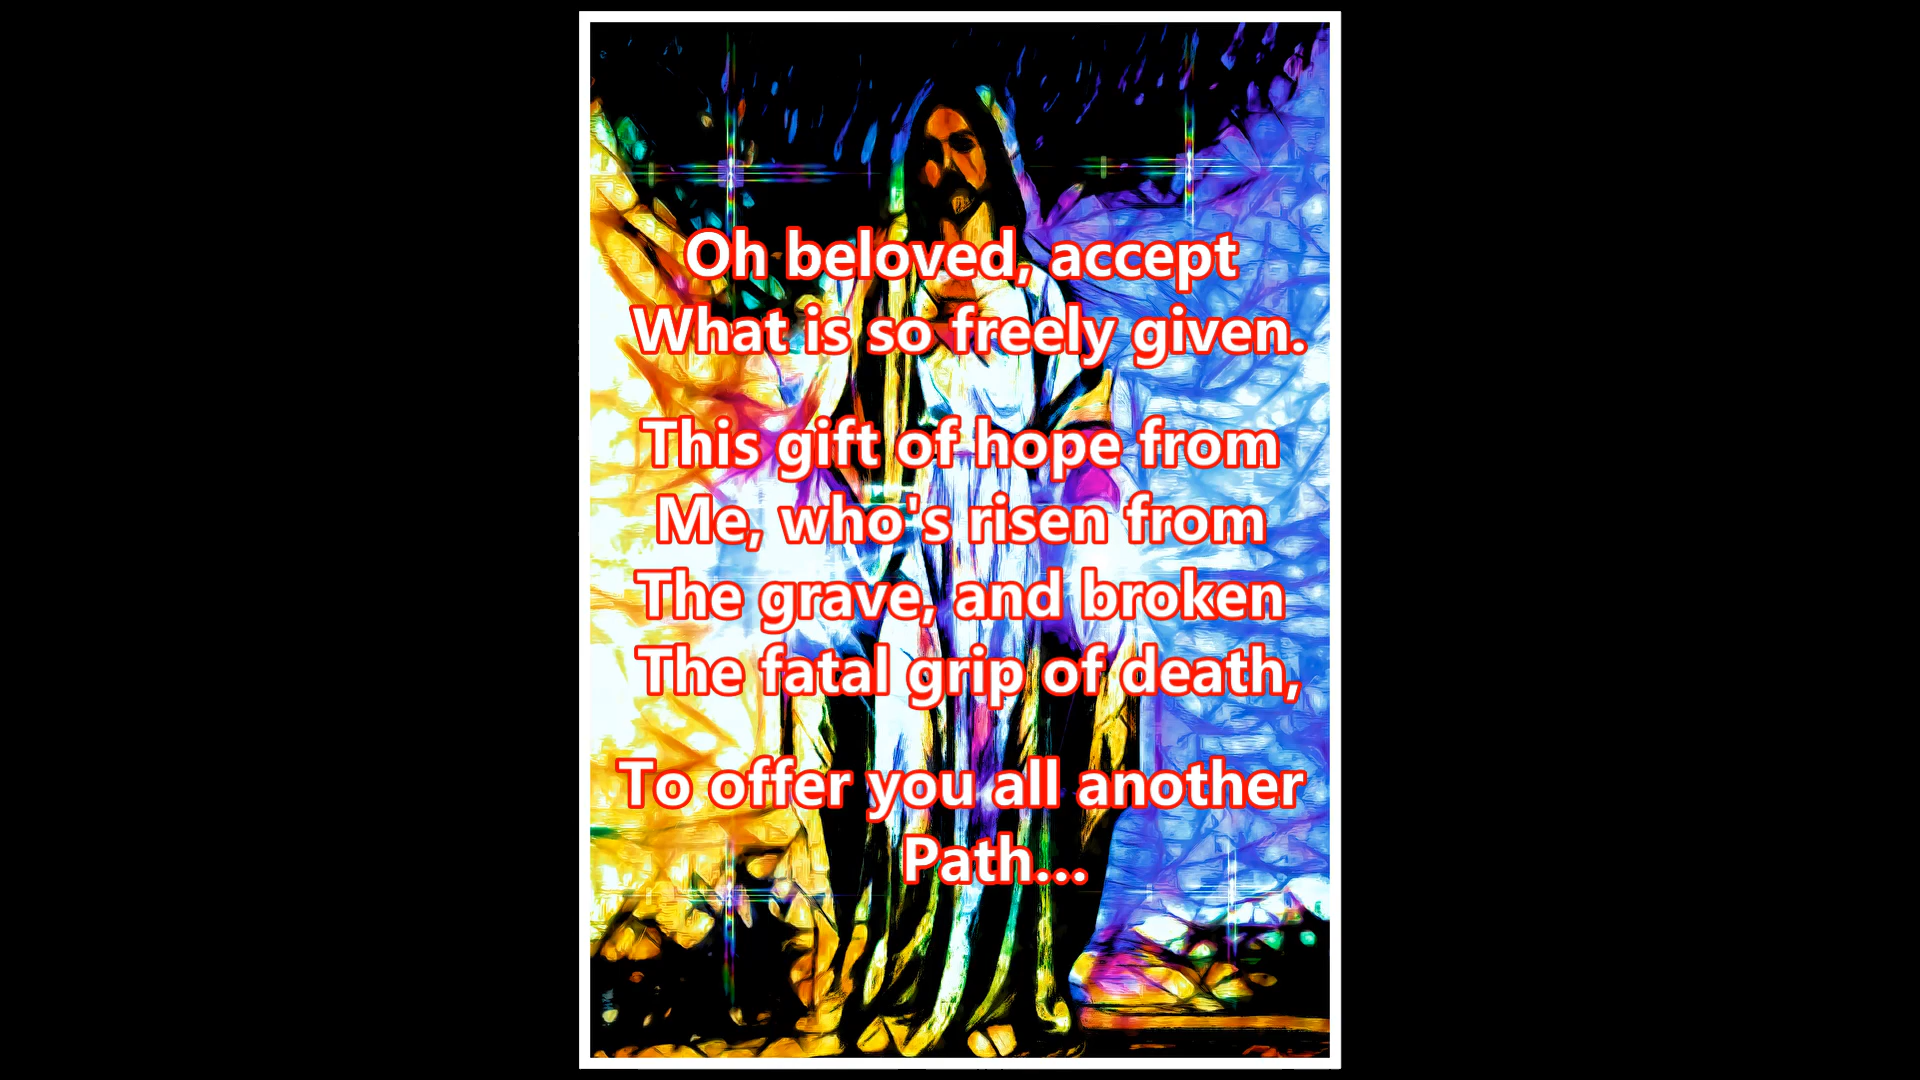 Oh beloved, accept
What is so freely given.
This gift of hope from
Me, who's risen from
The grave, and broken
The fatal grip of death,
To offer you all another
Path...